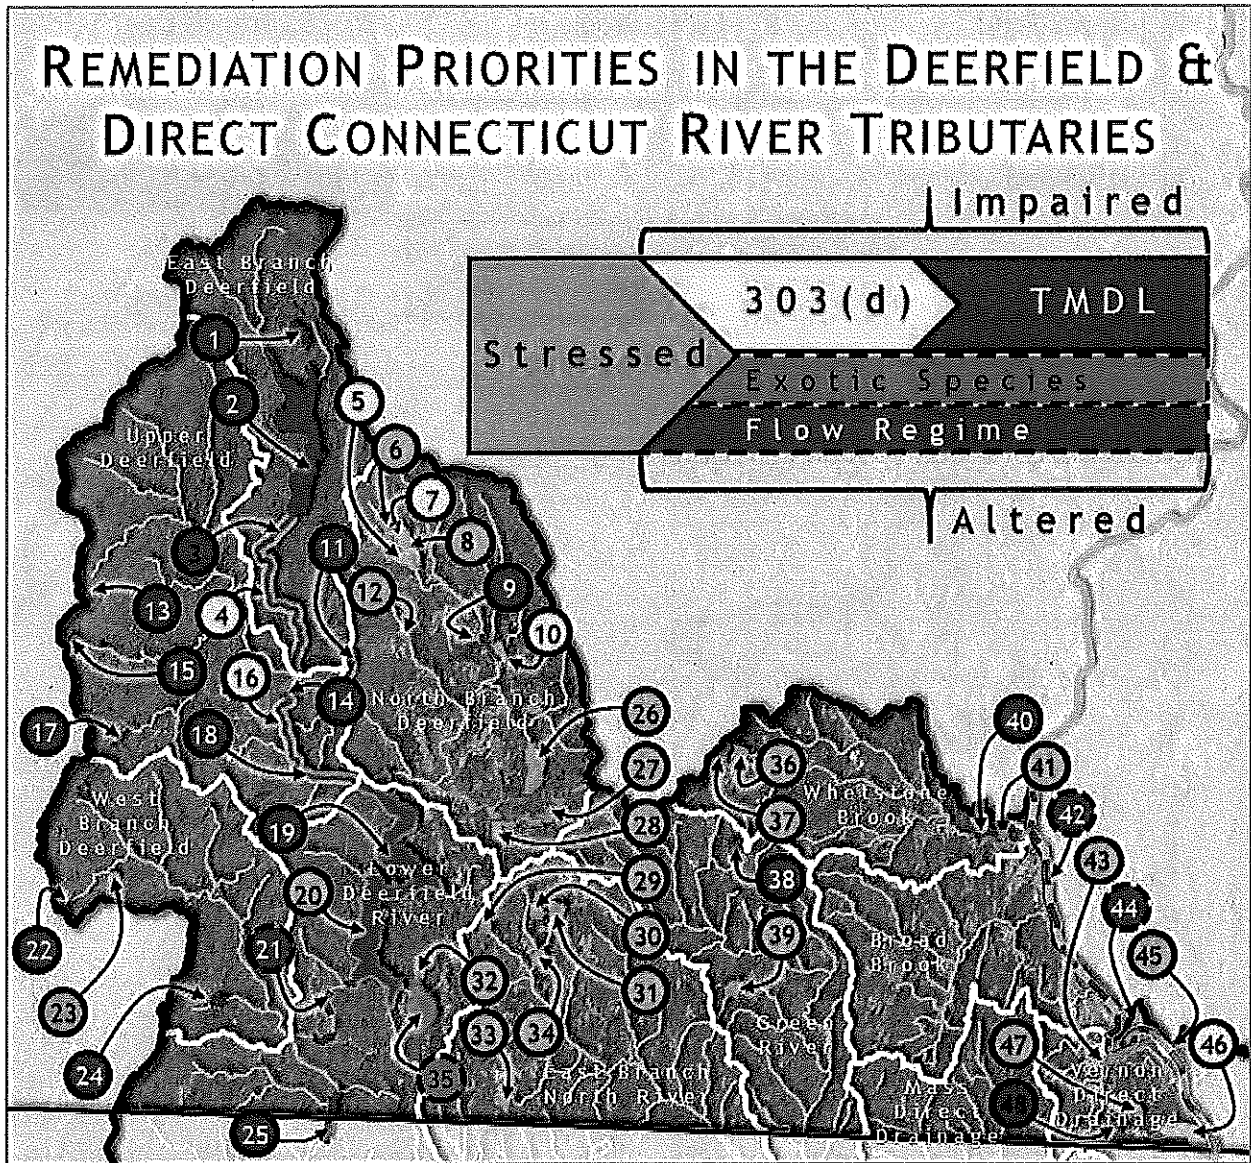 REMEDIATION PRIORITIES IN THE DEERFIELD &
DIRECT CONNECTICUT RIVER TRIBUTARIES
Impaired
303(d)
TMDL
Stressed
Exotic Species
Flow Regime
Altered
East Branch
Deerfield
1
2
5
6
Upper
Deerfield
7
3
11
8
12
9
13
4
10
15
16
14
North Branch
Deerfield
17
18
26
40
27
36
41
West
Branch
Deerfield
Whetstone
Brook
19
28
37
42
Lower
Deerfield
River
20
29
38
43
22
21
30
39
Broad
Brook
44
45
23
32
31
24
33
34
Green
River
47
46
35
East Branch
North River
Mass
Direct
Drainage
48
Vernon
Direct
Drainage
25